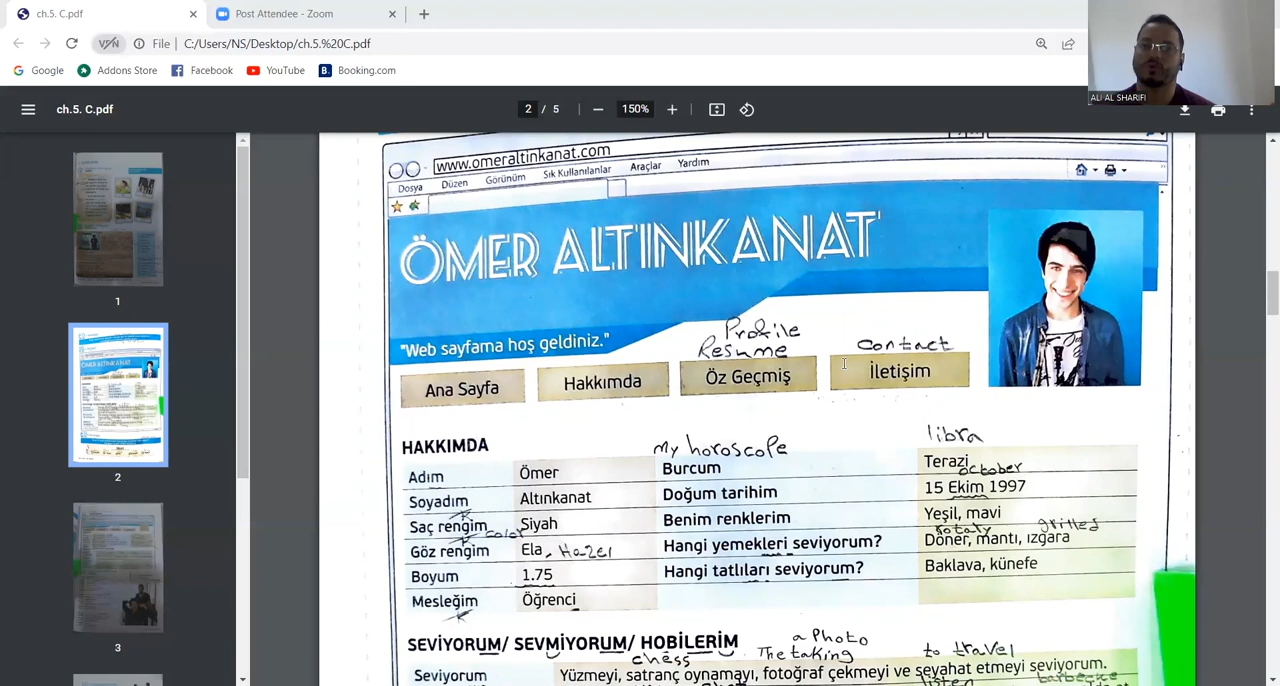 ch.5. C.pdf
Post Attendee - Zoom
VPN
File
C:/Users/NS/Desktop/ch.5.%20C.pdf
Google
Addons Store
Facebook
YouTube
Booking.com
ALI AL SHARIFI
ch.5. C.pdf
2 / 5
150%
1
2
3
www.omeraltinkanat.com
Dosya Düzen Görünüm Sık Kullanılanlar Araçlar Yardım
ÖMER ALTINKANAT
"Web sayfama hoş geldiniz."
Profile
Resume
contact
Ana Sayfa
Hakkımda
Öz Geçmiş
İletişim
HAKKIMDA
my horoscope
libra
Adım Ömer Burcum Terazi
october
Soyadım Altınkanat Doğum tarihim 15 Ekim 1997
Saç rengim Siyah Benim renklerim Yeşil, mavi
color
rotaty grilled
Göz rengim Ela Hazel Hangi yemekleri seviyorum? Döner, mantı, ızgara
Boyum 1.75 Hangi tatlıları seviyorum? Baklava, künefe
Mesleğim Öğrenci
SEVİYORUM/ SEVMİYORUM/ HOBİLERİM
a Photo
chess The taking to travel
Seviyorum Yüzmeyi, satranç oynamayı, fotoğraf çekmeyi ve seyahat etmeyi seviyorum.
listen barbecue